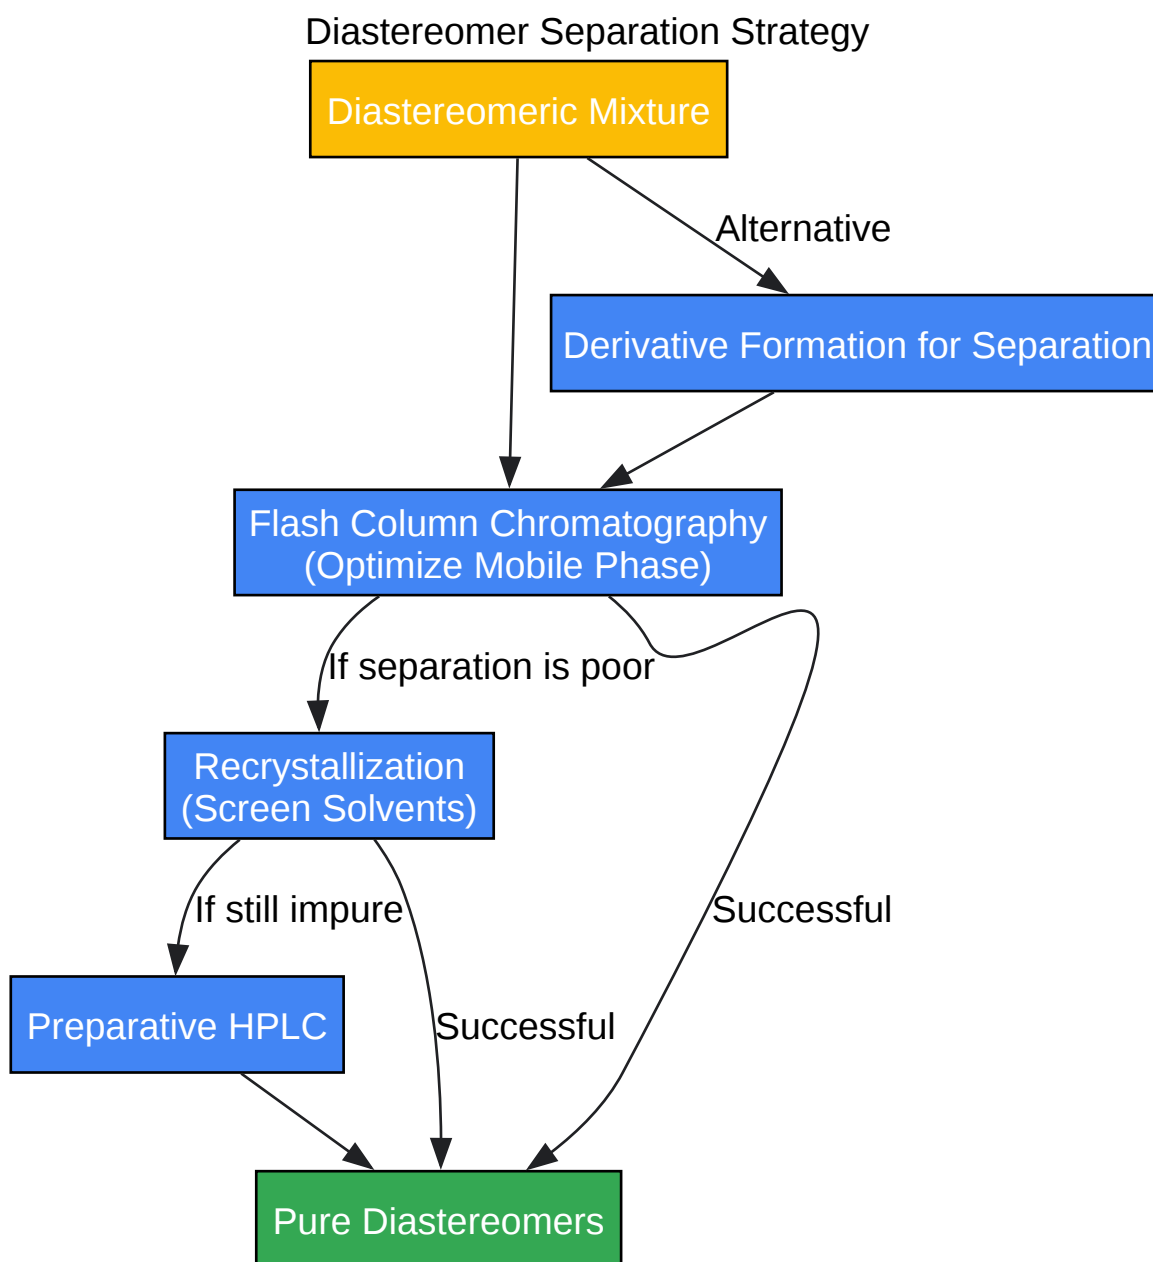 Diastereomer Separation Strategy
Diastereomeric Mixture
Alternative
Derivative Formation for Separation
Flash Column Chromatography
(Optimize Mobile Phase)
If separation is poor
Recrystallization
(Screen Solvents)
If still impure
Successful
Preparative HPLC
Successful
Pure Diastereomers